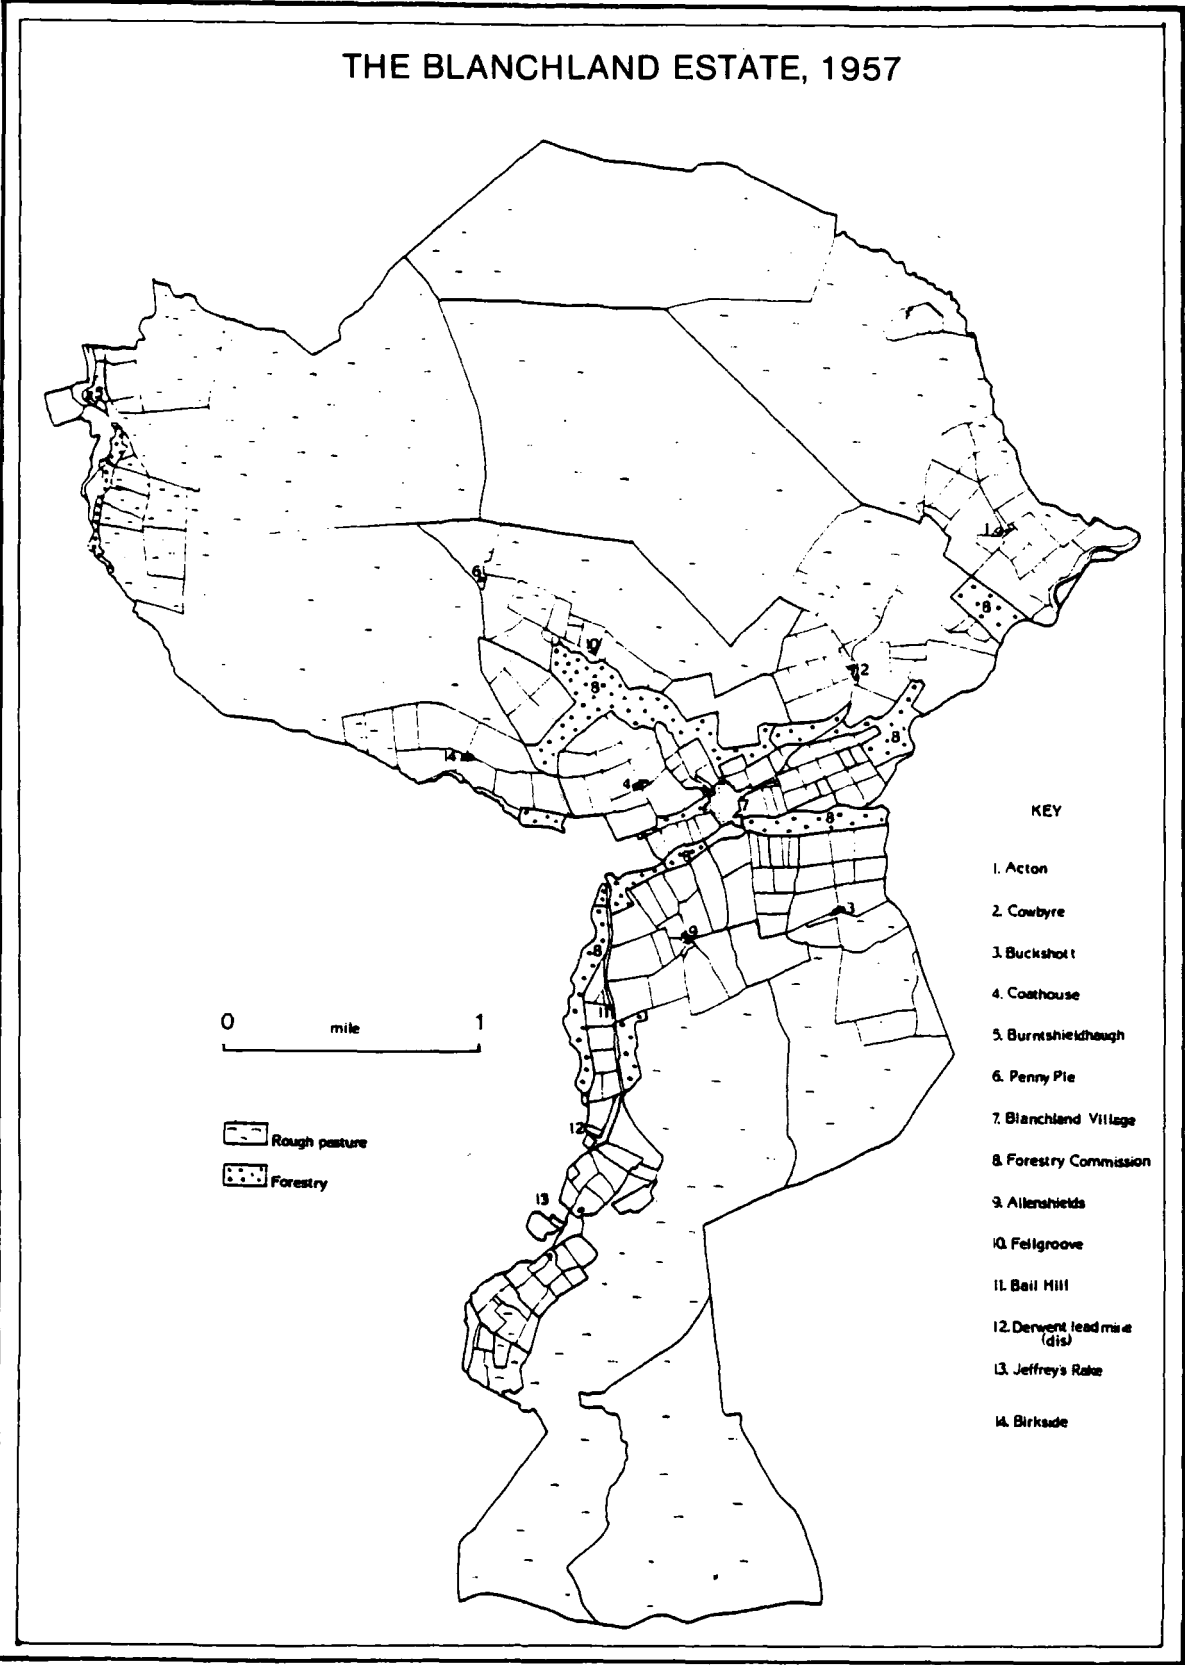 THE BLANCHLAND ESTATE, 1957
5
1
6
8
10
2
8
8
14
4
7
8
8
3
9
8
11
12
13
0 mile 1
Rough pasture
Forestry
KEY
1. Acton
2. Cowbyre
3. Buckshott
4. Coathouse
5. Burntshieldhaugh
6. Penny Pie
7. Blanchland Village
8. Forestry Commission
9. Allenshields
10. Fellgroove
11. Bail Hill
12. Derwent lead mine
(dis)
13. Jeffrey's Rake
14. Birkside